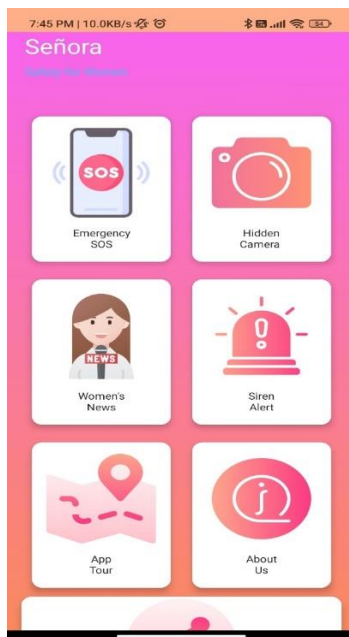 7:45 PM | 10.0KB/s
54
Señora
Safety for Women
SOS
Emergency
SOS
Hidden
Camera
NEWS
Women's
News
Siren
Alert
App
Tour
About
Us